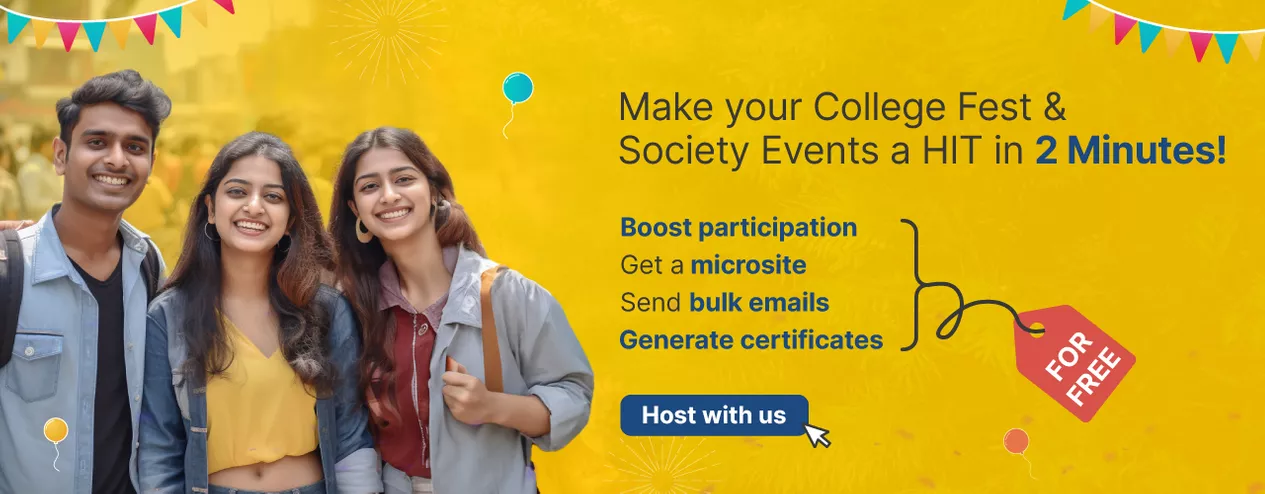 Make your College Fest &
Society Events a HIT in 2 Minutes!
Boost participation
Get a microsite
Send bulk emails
Generate certificates
FOR
FREE
Host with us